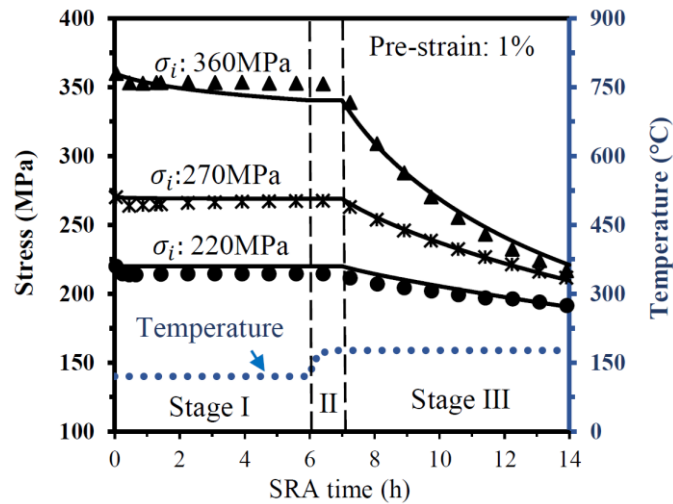 400
350
300
250
200
150
100
Stress (MPa)
900
750
600
450
300
150
0
Temperature (°C)
Pre-strain: 1%
σi: 360MPa
σi:270MPa
σi: 220MPa
Temperature
Stage I
II
Stage III
0 2 4 6 8 10 12 14
SRA time (h)